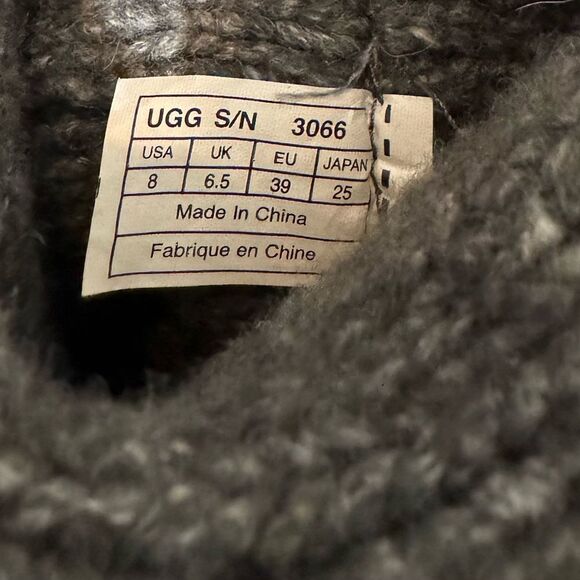 UGG S/N 3066
USA UK EU JAPAN
8 6.5 39 25
Made In China
Fabrique en Chine